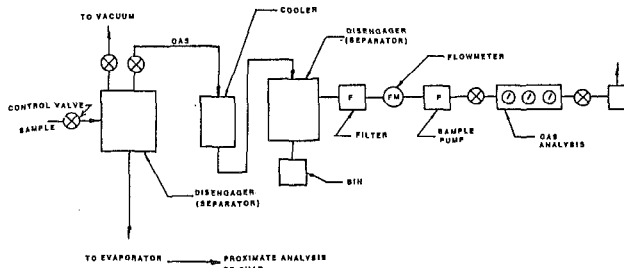 TO VACUUM
GAS
COOLER
DISENGAGER
(SEPARATOR)
FLOWMETER
CONTROL VALVE
SAMPLE
F
FM
P
FILTER
SAMPLE
PUMP
GAS
ANALYSIS
DISENGAGER
(SEPARATOR)
TO EVAPORATOR
PROXIMATE ANALYSIS